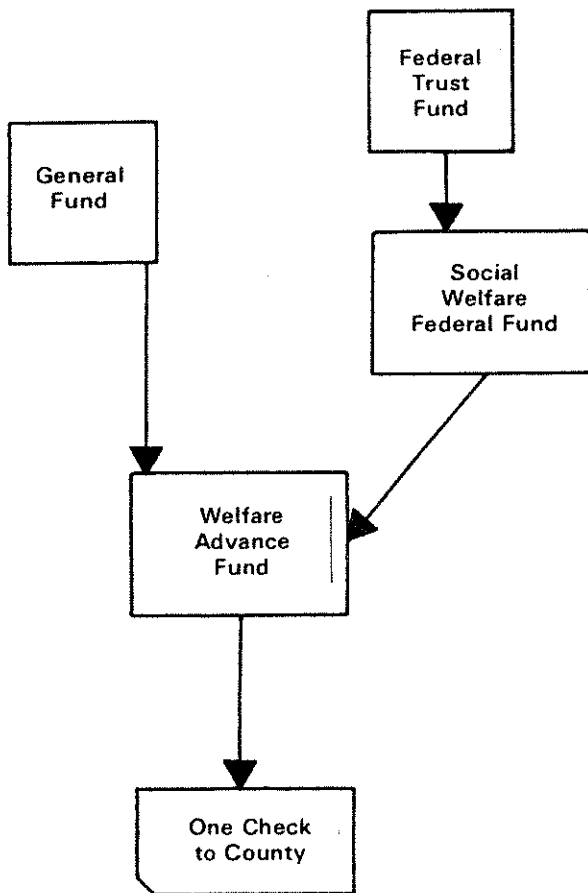 Federal
Trust
Fund
General
Fund
Social
Welfare
Federal Fund
Welfare
Advance
Fund
One Check
to County